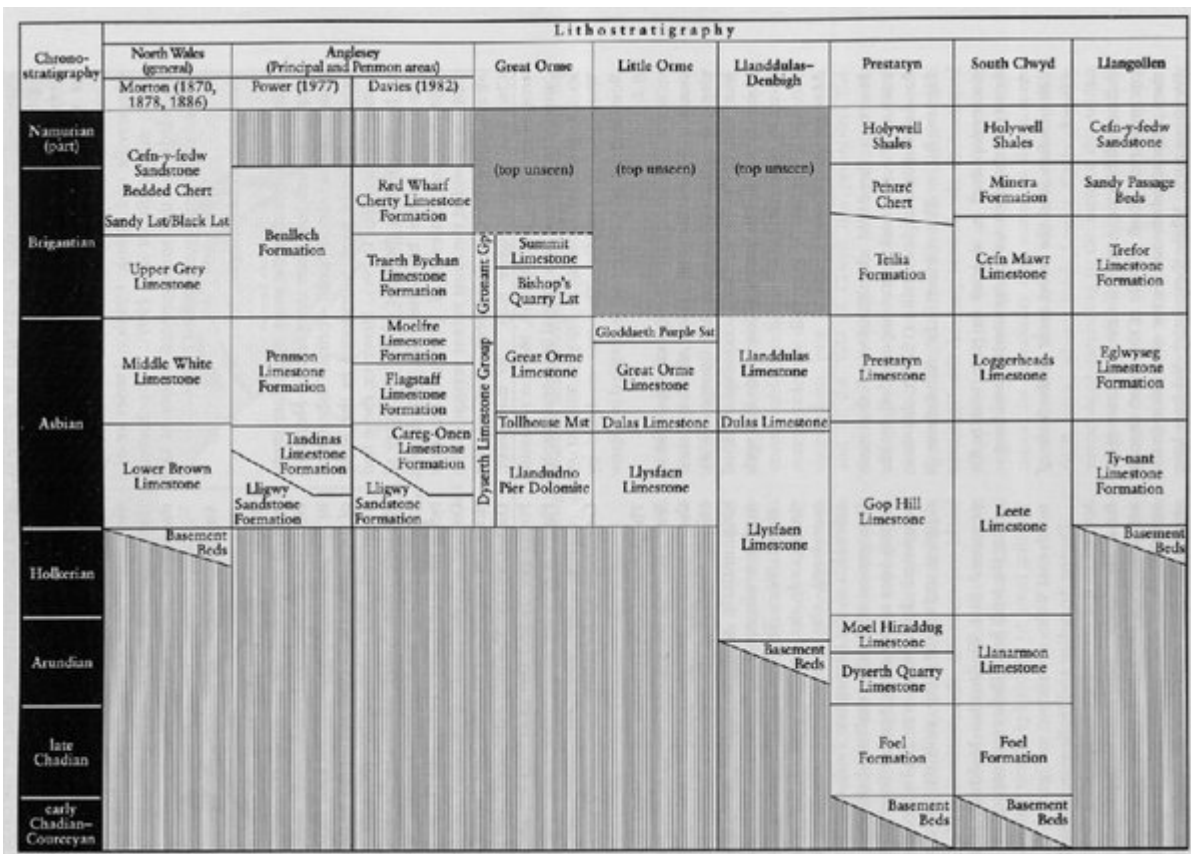 Lithostratigraphy
Chrono-
stratigraphy
North Wales
(general)
Morton (1870,
1878, 1886)
Anglesey
(Principal and Penmon areas)
Power (1977)
Davies (1982)
Great Orme
Little Orme
Llanddulas–
Denbigh
Prestatyn
South Clwyd
Llangollen
Namurian
(part)
Brigantian
Asbian
Holkerian
Arundian
late
Chadian
early
Chadian–
Courceyan
Cefn-y-fedw
Sandstone
Bedded Chert
Sandy Lst/Black Lst
Upper Grey
Limestone
Middle White
Limestone
Lower Brown
Limestone
Basement
Beds
Benllech
Formation
Penmon
Limestone
Formation
Tandinas
Limestone
Formation
Lligwy
Sandstone
Formation
Red Wharf
Cherty Limestone
Formation
Traeth Bychan
Limestone
Formation
Moelfre
Limestone
Formation
Flagstaff
Limestone
Formation
Careg-Onen
Limestone
Formation
Lligwy
Sandstone
Formation
Gronant Gp
Dyserth Limestone Group
(top unseen)
Summit
Limestone
Bishop's
Quarry Lst
Great Orme
Limestone
Tollhouse Mst
Llandudno
Pier Dolomite
(top unseen)
Gloddaeth Purple Sst
Great Orme
Limestone
Dulas Limestone
Llysfaen
Limestone
(top unseen)
Llanddulas
Limestone
Dulas Limestone
Llysfaen
Limestone
Basement
Beds
Holywell
Shales
Pentre
Chert
Teilia
Formation
Prestatyn
Limestone
Gop Hill
Limestone
Moel Hiraddug
Limestone
Dyserth Quarry
Limestone
Foel
Formation
Basement
Beds
Holywell
Shales
Minera
Formation
Cefn Mawr
Limestone
Loggerheads
Limestone
Leete
Limestone
Llanarmon
Limestone
Foel
Formation
Basement
Beds
Cefn-y-fedw
Sandstone
Sandy Passage
Beds
Trefor
Limestone
Formation
Eglwyseg
Limestone
Formation
Ty-nant
Limestone
Formation
Basement
Beds